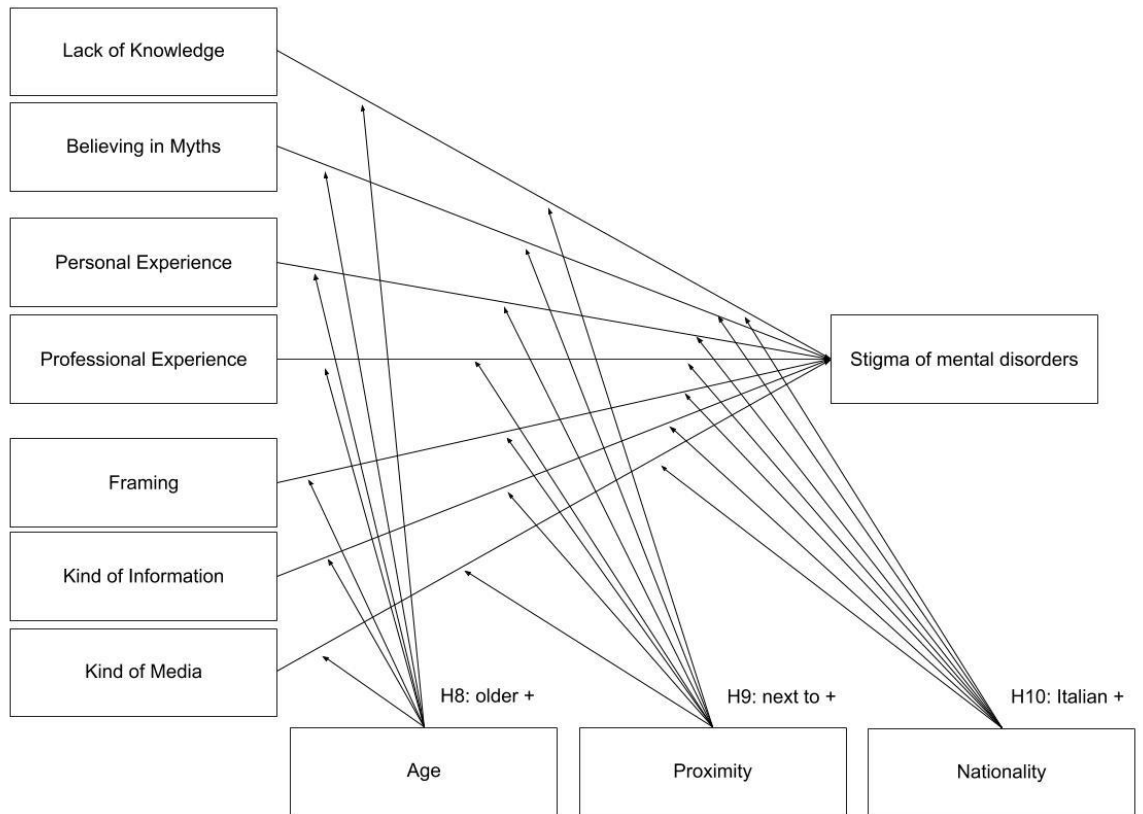 Lack of Knowledge
Believing in Myths
Personal Experience
Professional Experience
Stigma of mental disorders
Framing
Kind of Information
Kind of Media
H8: older +
H9: next to +
H10: Italian +
Age
Proximity
Nationality